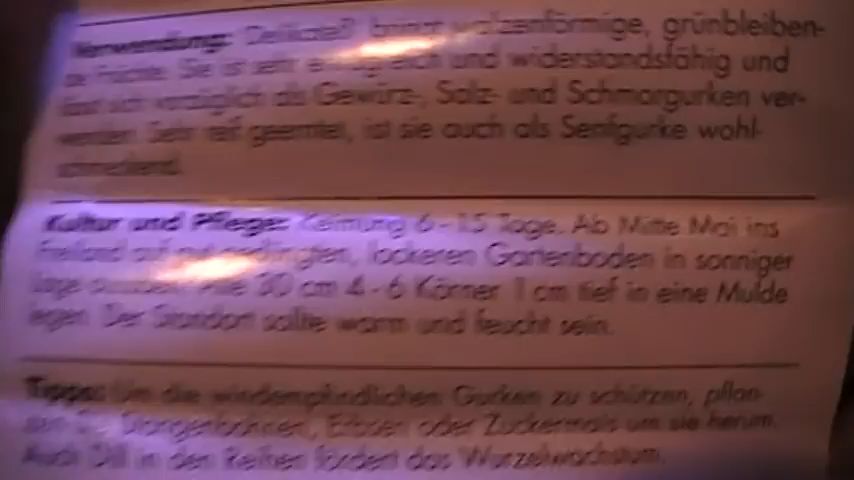 Verwendung: Delikateß bringt walzenförmige, grünbleiben-
de Früchte. Sie ist sehr ertragreich und widerstandsfähig und
lässt sich vorzüglich als Gewürz-, Salz- und Schmorgurken ver-
werden. Sehr reif geerntet, ist sie auch als Senfgurke wohl-
schmeckend.
Kultur und Pflege: Keimung 6 - 15 Tage. Ab Mitte Mai ins
Freiland auf gut gedüngten, lockeren Gartenboden in sonniger
Lage aussäen. Alle 30 cm 4 - 6 Körner 1 cm tief in eine Mulde
legen. Der Standort sollte warm und feucht sein.
Tipps: Um die windempfindlichen Gurken zu schützen, pflan-
zen Sie Stangenbohnen, Erbsen oder Zuckermais um sie herum.
Auch Dill in den Reihen fördert das Wurzelwachstum.